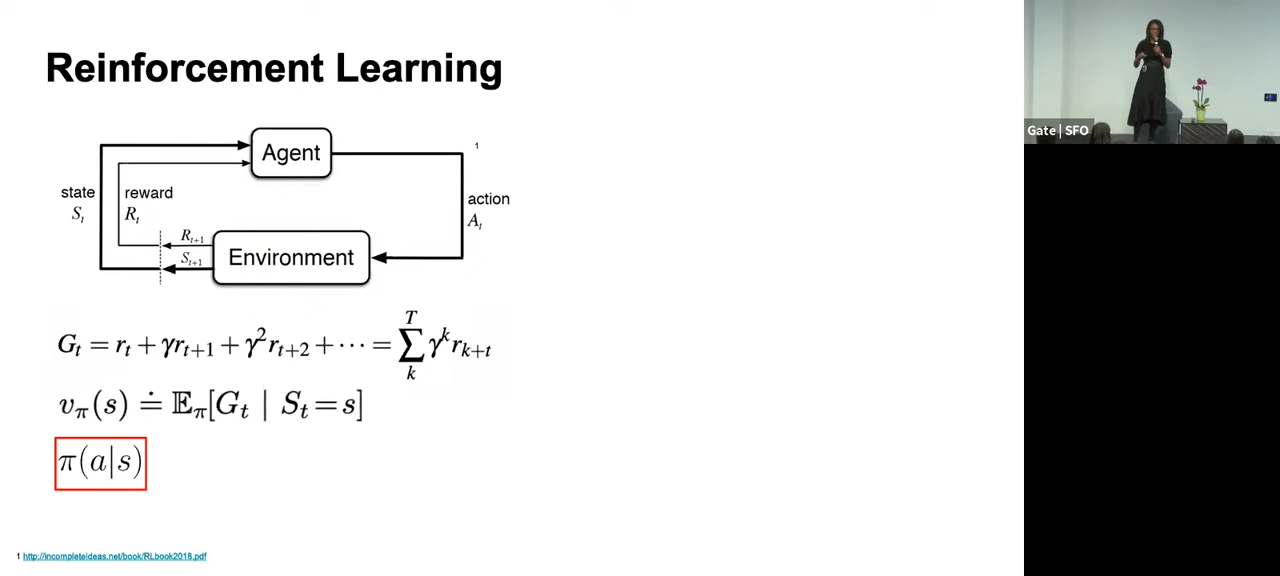 Reinforcement Learning
Gate | SFO
Agent
1
state
S_t
reward
R_t
action
A_t
R_{t+1}
S_{t+1}
Environment
G_t = r_t + γr_{t+1} + γ^2 r_{t+2} + ⋯ = \sum_k^T γ^k r_{k+t}
v_π(s) ≐ 𝔼_π[G_t | S_t = s]
π(a|s)
1 http://incompleteideas.net/book/RLbook2018.pdf